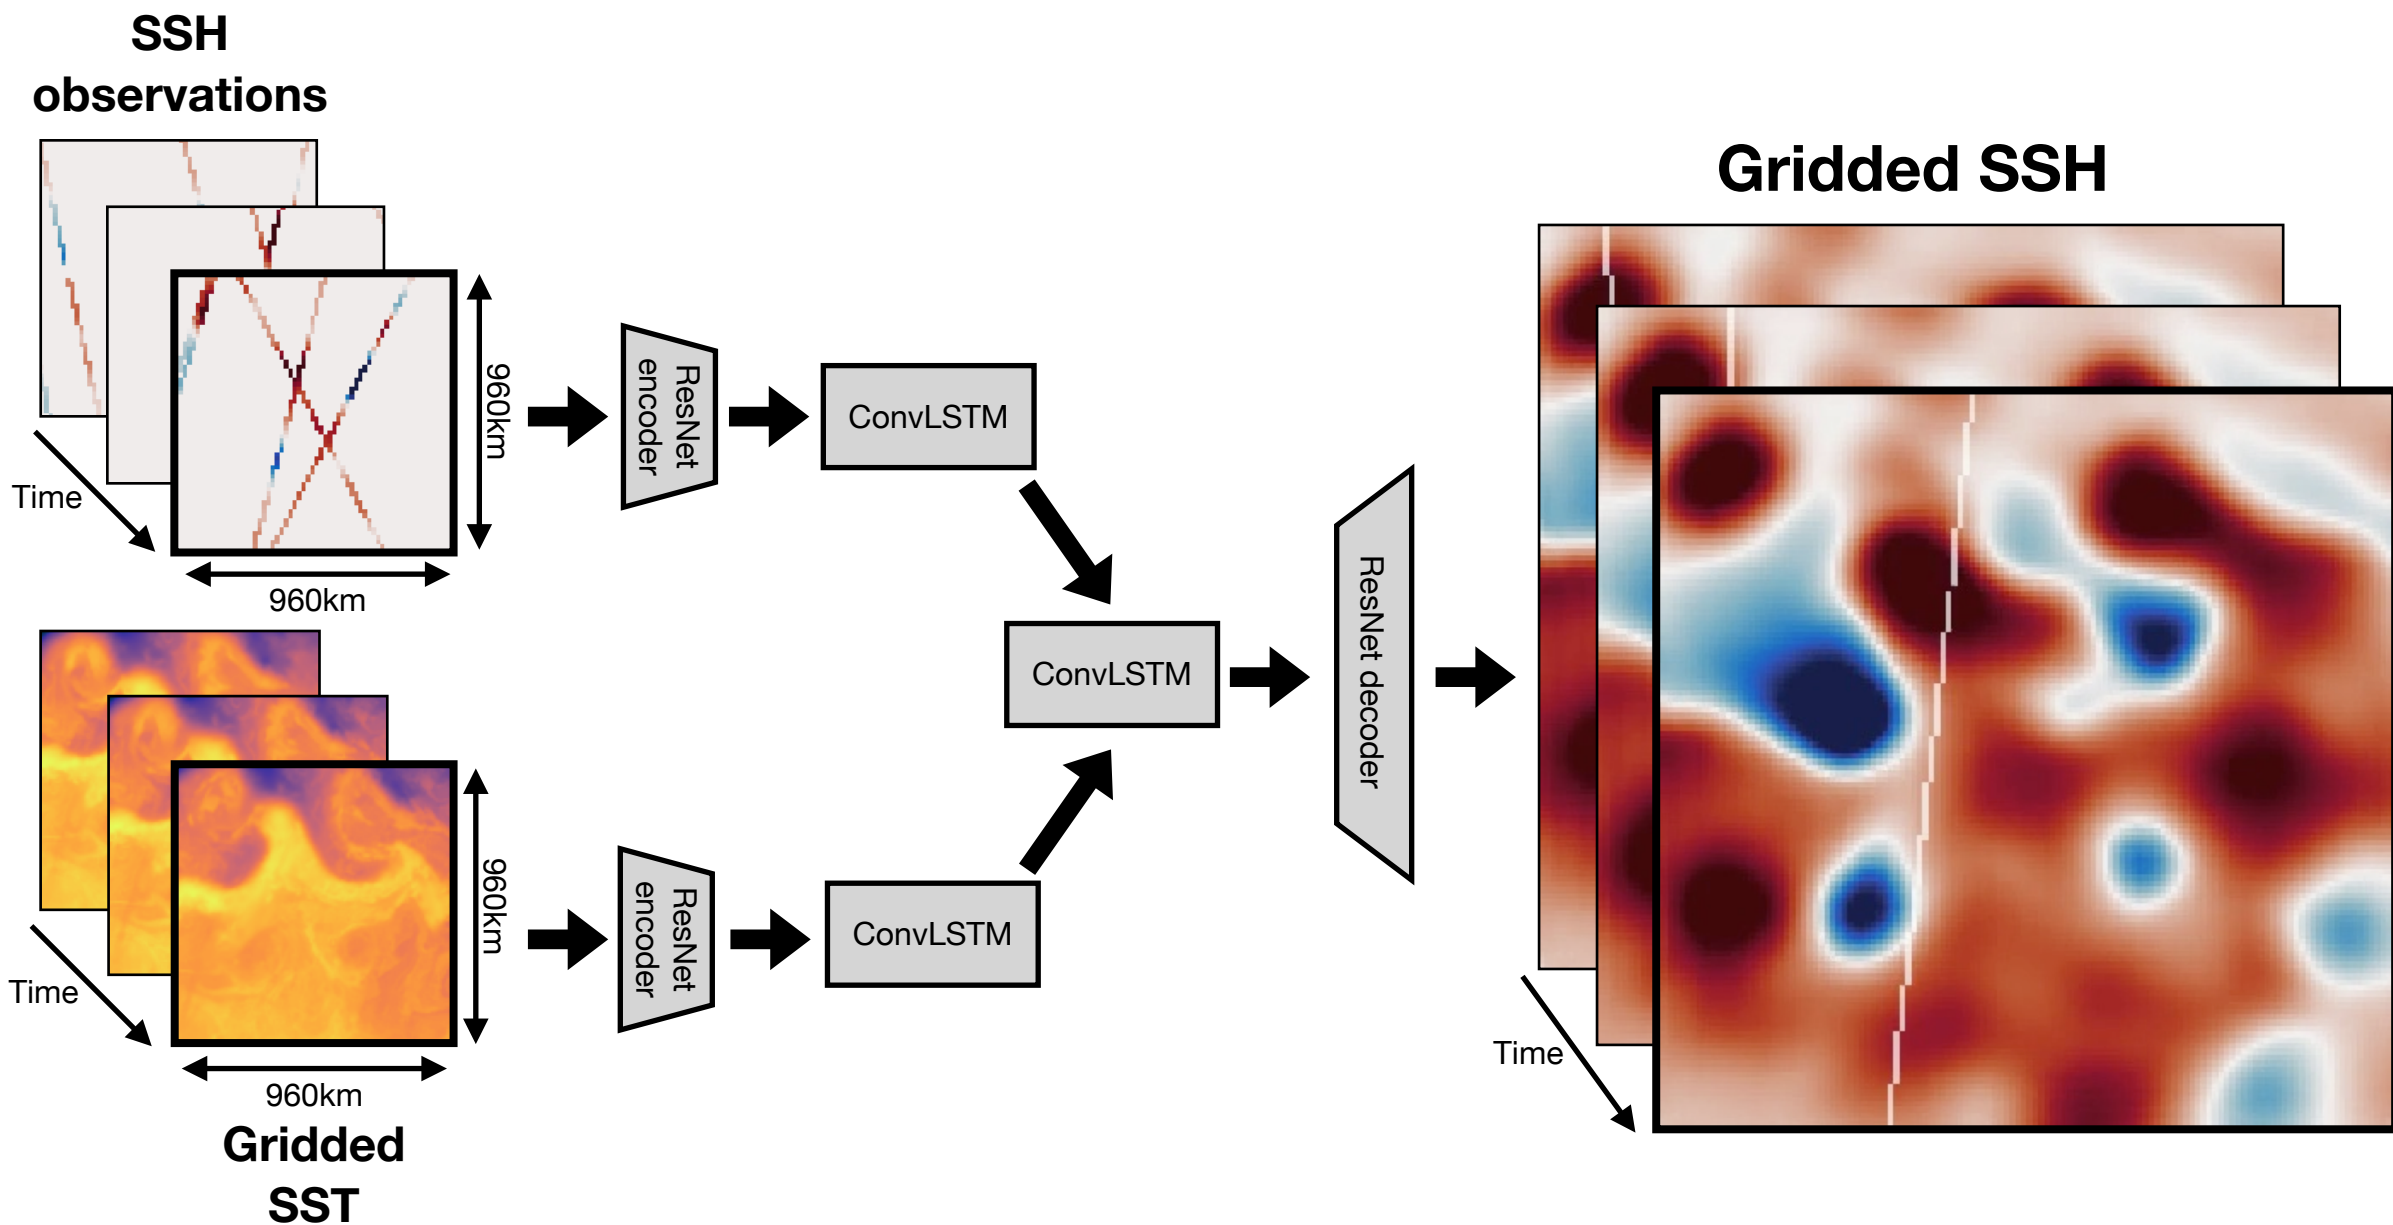 SSH
observations
960km
Time
960km
ResNet
encoder
ConvLSTM
960km
Time
960km
Gridded
SST
ResNet
encoder
ConvLSTM
ConvLSTM
ResNet decoder
Gridded SSH
Time